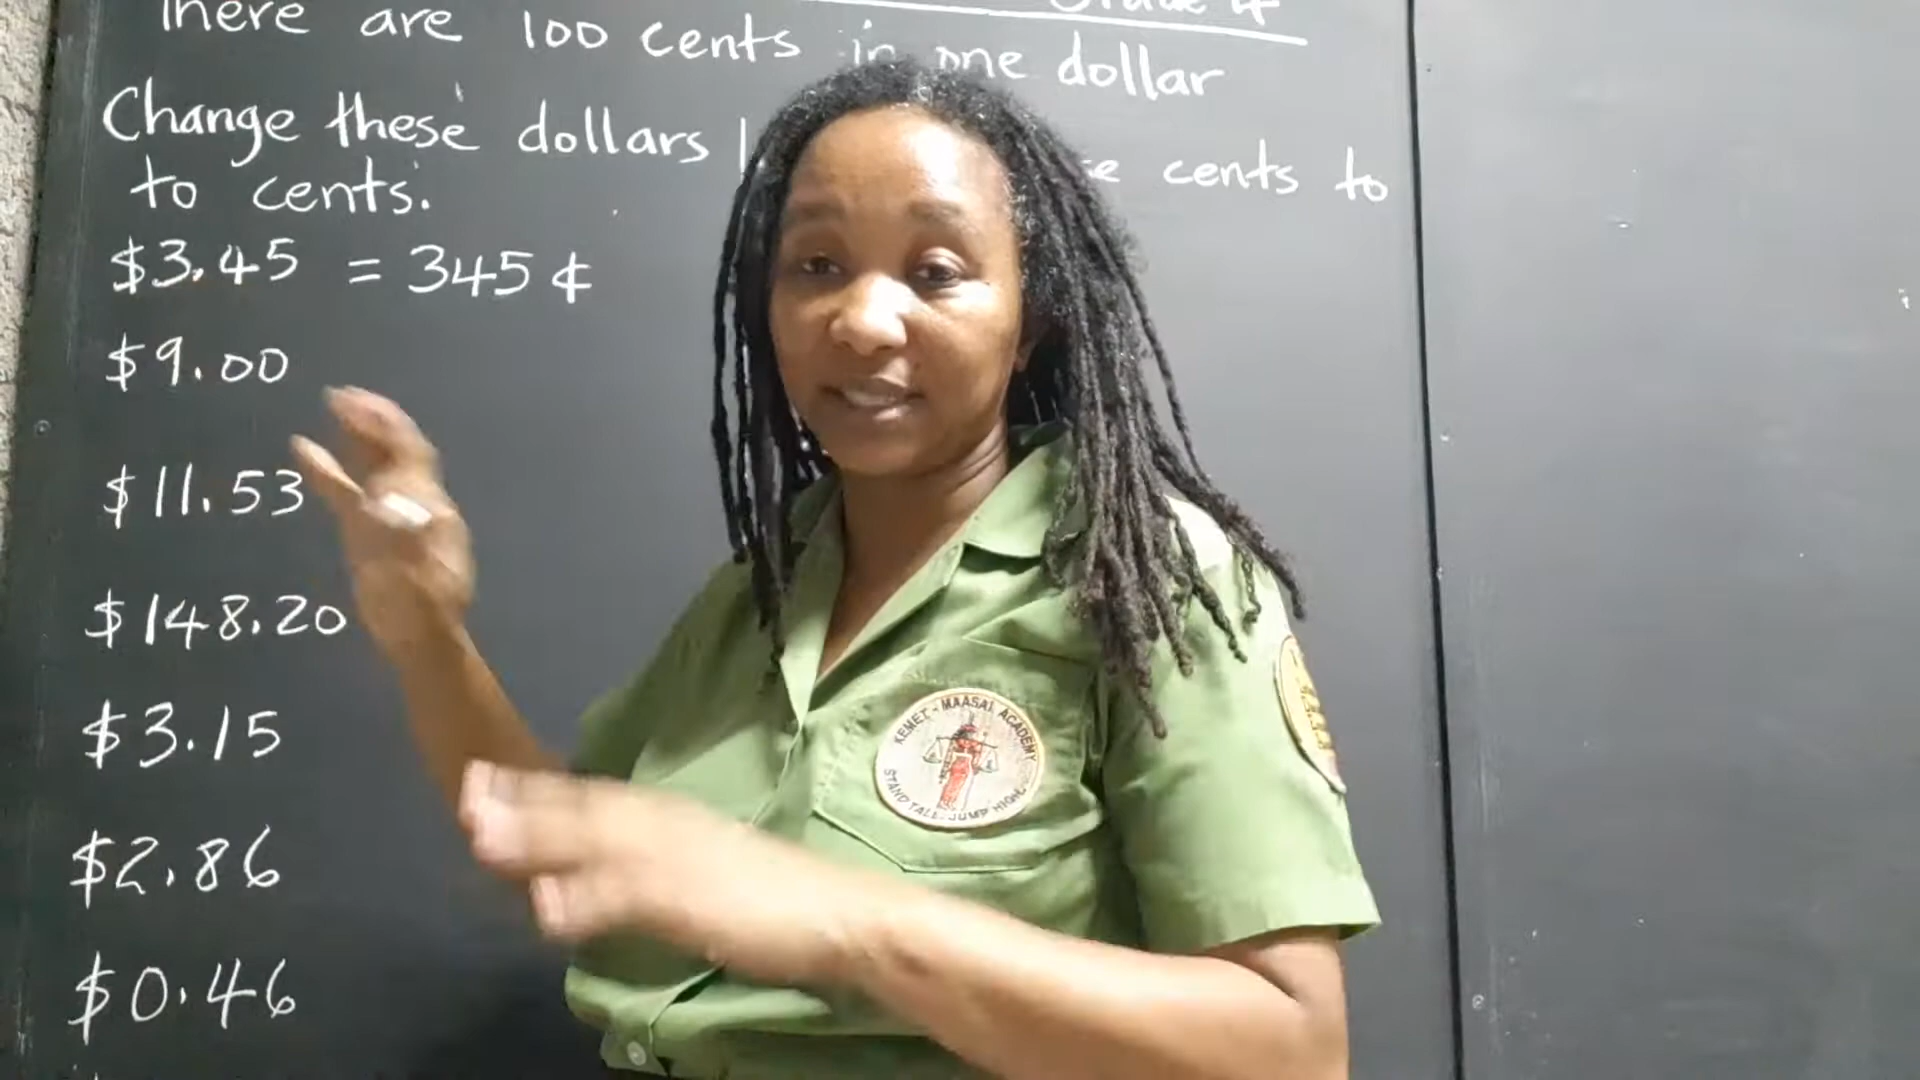 There are 100 cents in one dollar
Change these dollars
to cents.
cents to
$3.45 = 345 ¢
$9.00
$11.53
$148.20
$3.15
$2.86
$0.46
KEMET - MAASAI ACADEMY
STAND TALL. JUMP HIGH.